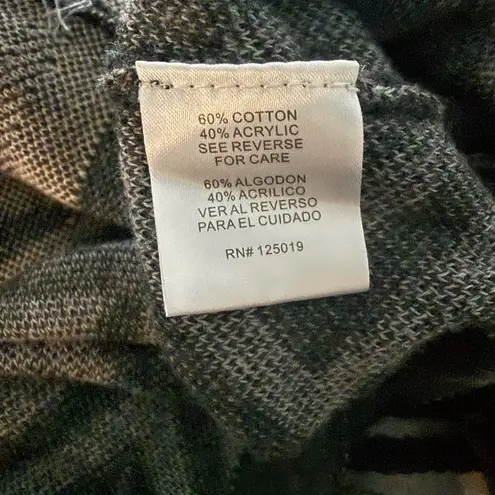 60% COTTON
40% ACRYLIC
SEE REVERSE
FOR CARE
60% ALGODON
40% ACRILICO
VER AL REVERSO
PARA EL CUIDADO
RN# 125019